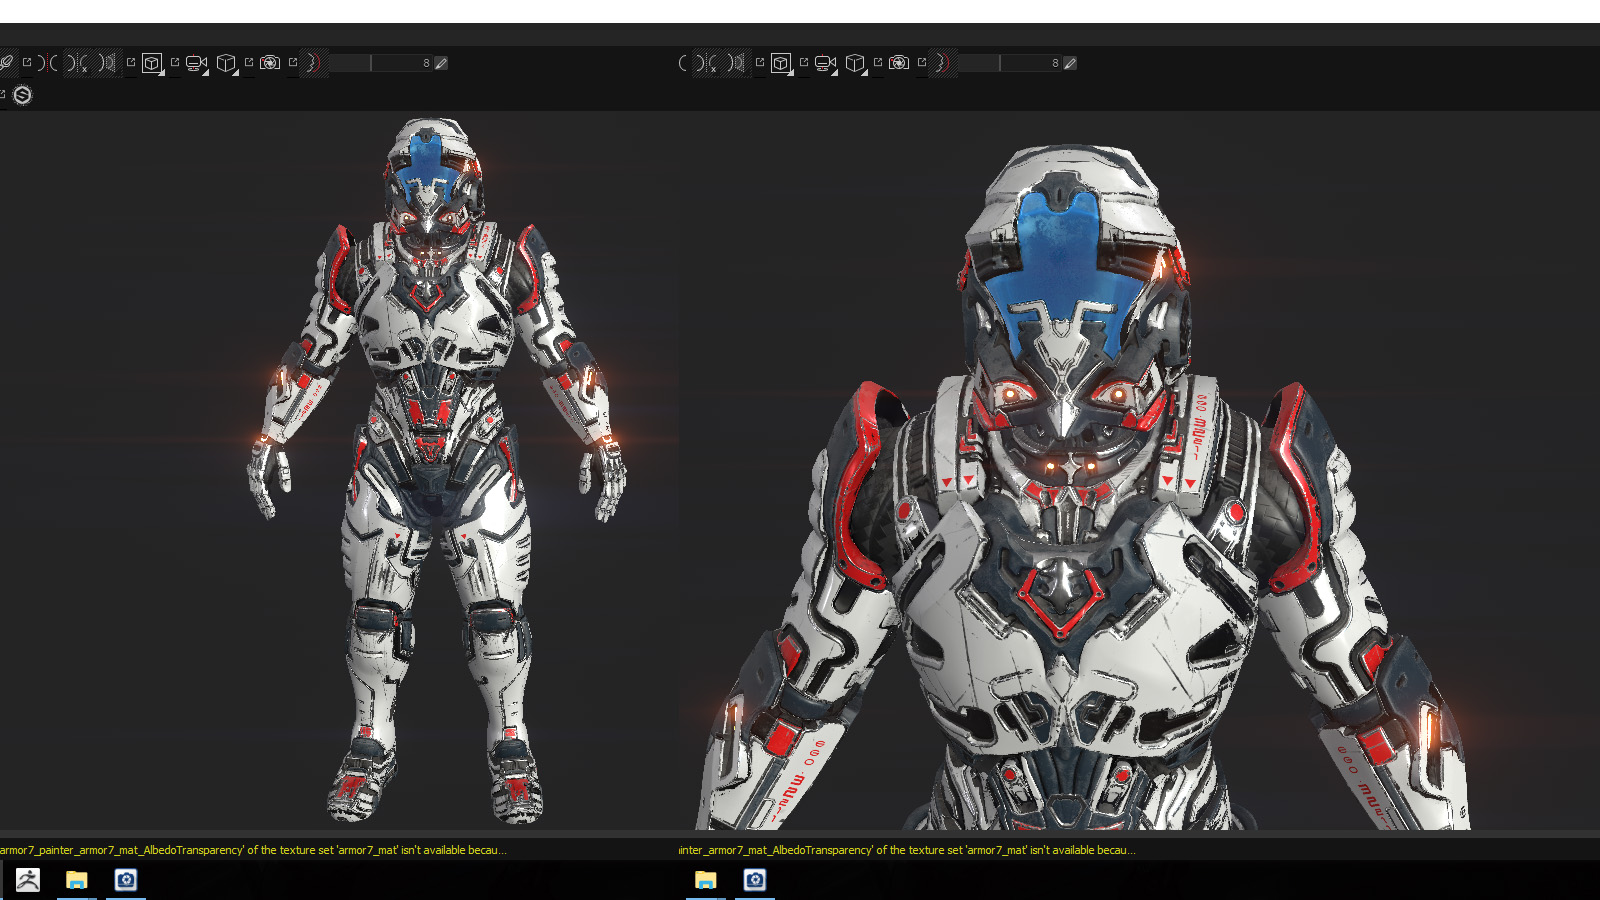 8
8
armor7_painter_armor7_mat_AlbedoTransparency' of the texture set 'armor7_mat' isn't available becau...
ainter_armor7_mat_AlbedoTransparency' of the texture set 'armor7_mat' isn't available becau...